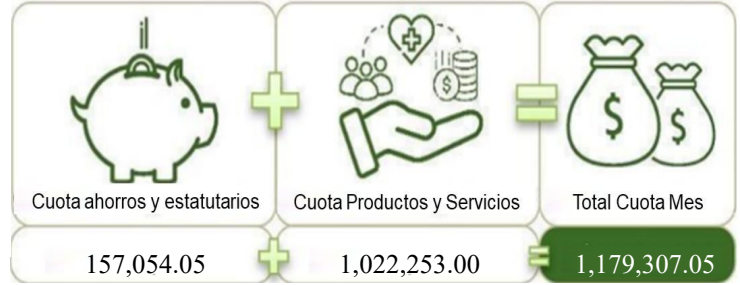 Cuota ahorros y estatutarios
Cuota Productos y Servicios
Total Cuota Mes
157,054.05
1,022,253.00
1,179,307.05